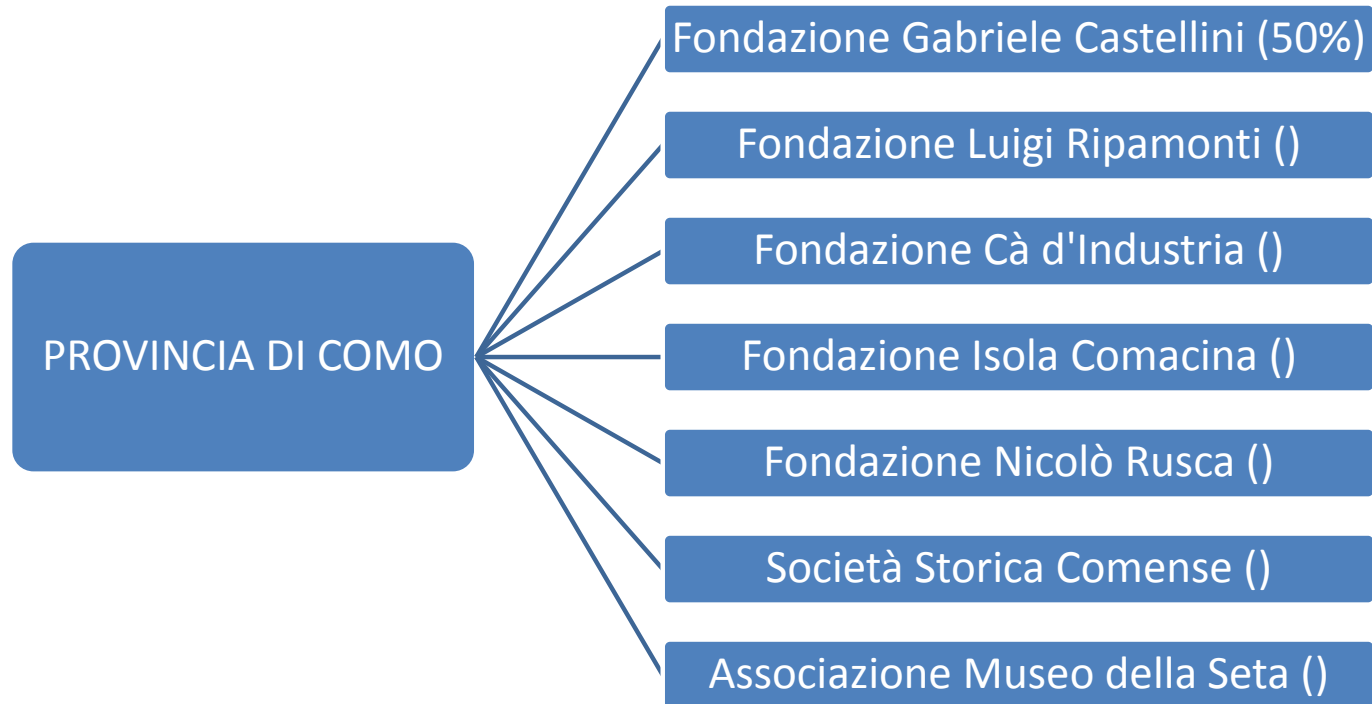 Fondazione Gabriele Castellini (50%)
Fondazione Luigi Ripamonti ()
Fondazione Cà d'Industria ()
PROVINCIA DI COMO
Fondazione Isola Comacina ()
Fondazione Nicolò Rusca ()
Società Storica Comense ()
Associazione Museo della Seta ()